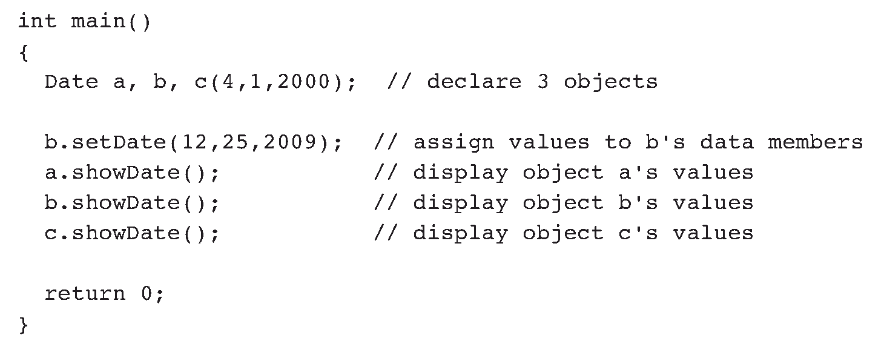 int main()
{
  Date a, b, c(4,1,2000);  // declare 3 objects
  b.setDate(12,25,2009);  // assign values to b's data members
  a.showDate();           // display object a's values
  b.showDate();           // display object b's values
  c.showDate();           // display object c's values
  return 0;
}